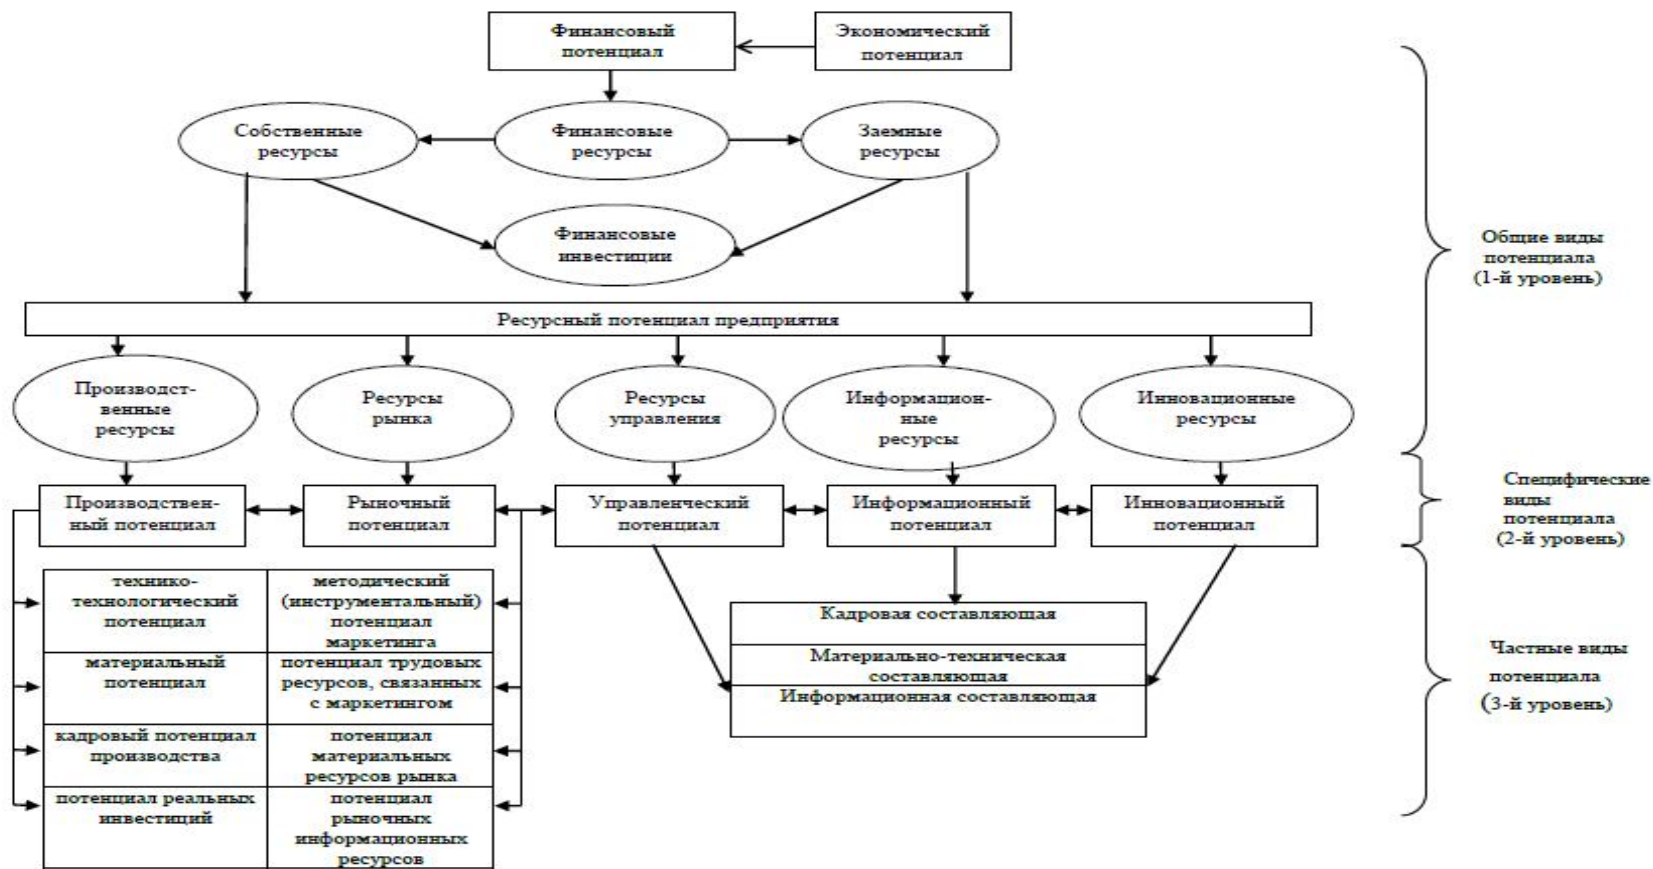 Финансовый
потенциал
Экономический
потенциал
Собственные
ресурсы
Финансовые
ресурсы
Заемные
ресурсы
Финансовые
инвестиции
Общие виды
потенциала
(1-й уровень)
Ресурсный потенциал предприятия
Производст-
венные
ресурсы
Ресурсы
рынка
Ресурсы
управления
Информацион-
ные
ресурсы
Инновационные
ресурсы
Производствен-
ный потенциал
Рыночный
потенциал
Управленческий
потенциал
Информационный
потенциал
Инновационный
потенциал
Специфические
виды
потенциала
(2-й уровень)
технико-
технологический
потенциал
методический
(инструментальный)
потенциал
маркетинга
материальный
потенциал
потенциал трудовых
ресурсов, связанных
с маркетингом
кадровый потенциал
производства
потенциал
материальных
ресурсов рынка
потенциал реальных
инвестиций
потенциал
рыночных
информационных
ресурсов
Кадровая составляющая
Материально-техническая
составляющая
Информационная составляющая
Частные виды
потенциала
(3-й уровень)